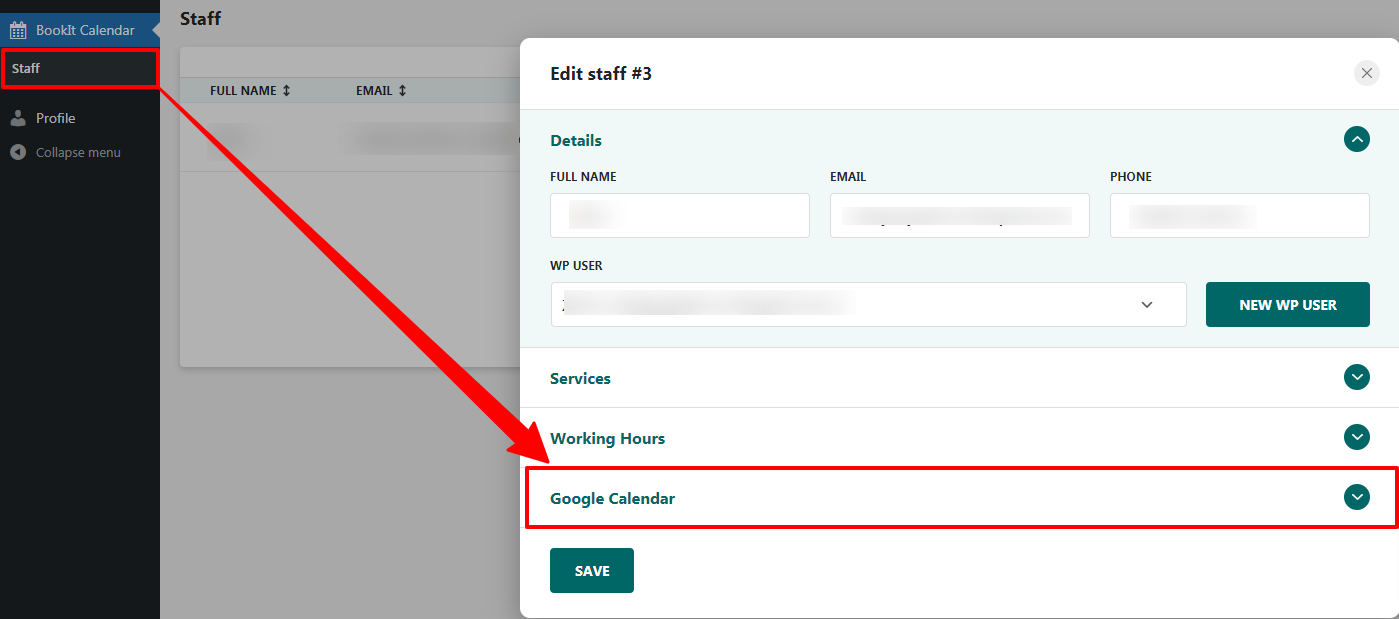 BookIt Calendar
Staff
Profile
Collapse menu
Staff
FULL NAME
EMAIL
Edit staff #3
Details
FULL NAME
EMAIL
PHONE
WP USER
NEW WP USER
Services
Working Hours
Google Calendar
SAVE